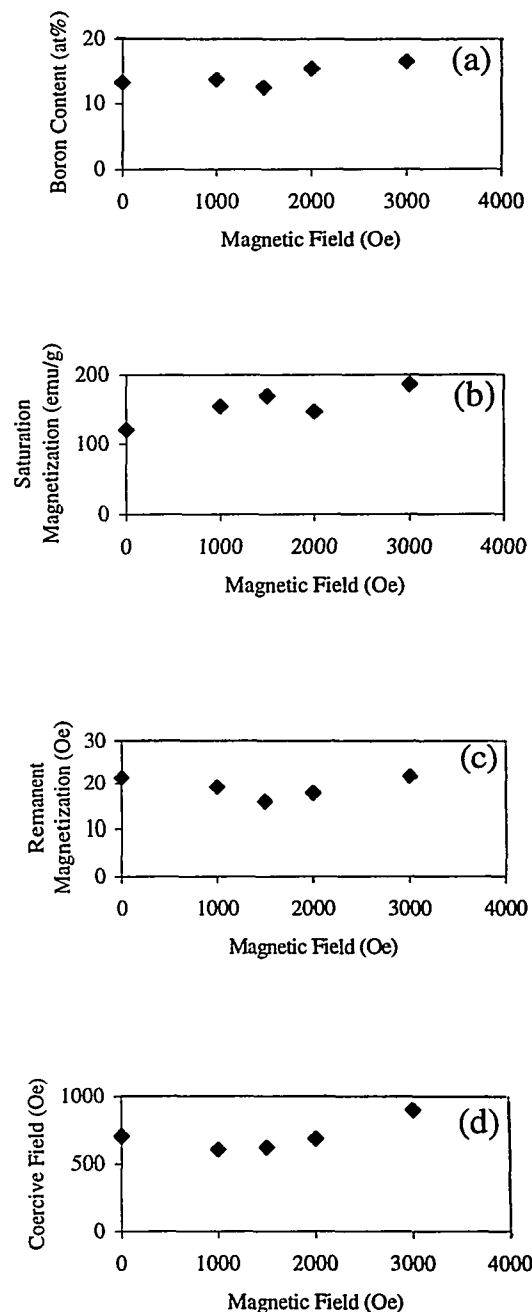 Boron Content (at%)
20
10
0
(a)
0 1000 2000 3000 4000
Magnetic Field (Oe)
Saturation
Magnetization (emu/g)
200
100
0
(b)
0 1000 2000 3000 4000
Magnetic Field (Oe)
Remanent
Magnetization (Oe)
30
20
10
0
(c)
0 1000 2000 3000 4000
Magnetic Field (Oe)
Coercive Field (Oe)
1000
500
0
(d)
0 1000 2000 3000 4000
Magnetic Field (Oe)